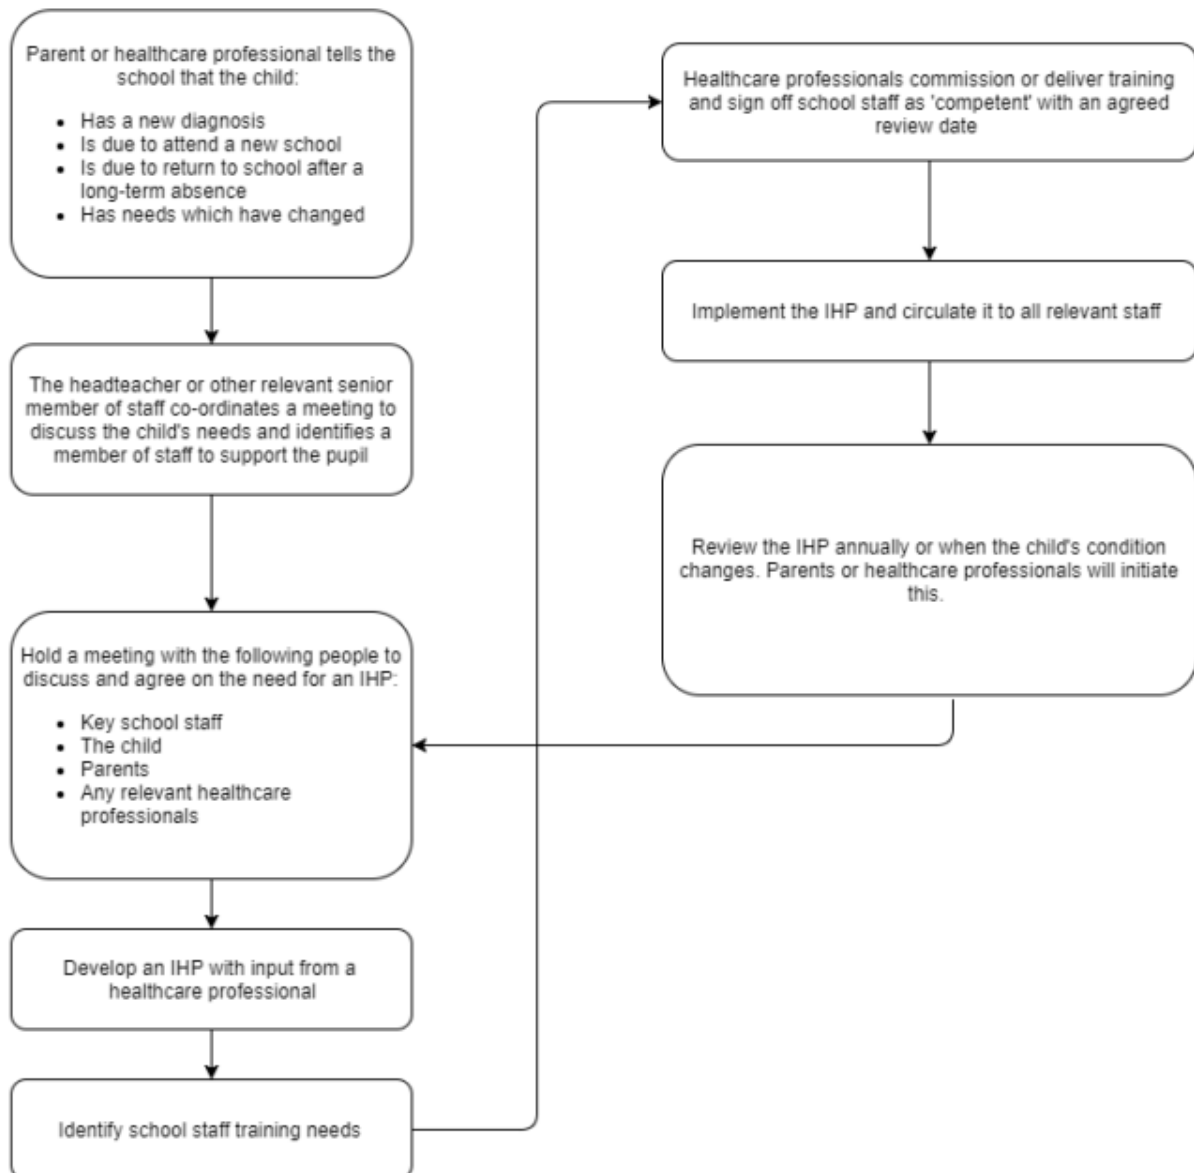 Parent or healthcare professional tells the
school that the child:
• Has a new diagnosis
• Is due to attend a new school
• Is due to return to school after a
long-term absence
• Has needs which have changed
The headteacher or other relevant senior
member of staff co-ordinates a meeting to
discuss the child's needs and identifies a
member of staff to support the pupil
Hold a meeting with the following people to
discuss and agree on the need for an IHP:
• Key school staff
• The child
• Parents
• Any relevant healthcare
professionals
Develop an IHP with input from a
healthcare professional
Identify school staff training needs
Healthcare professionals commission or deliver training
and sign off school staff as 'competent' with an agreed
review date
Implement the IHP and circulate it to all relevant staff
Review the IHP annually or when the child's condition
changes. Parents or healthcare professionals will initiate
this.